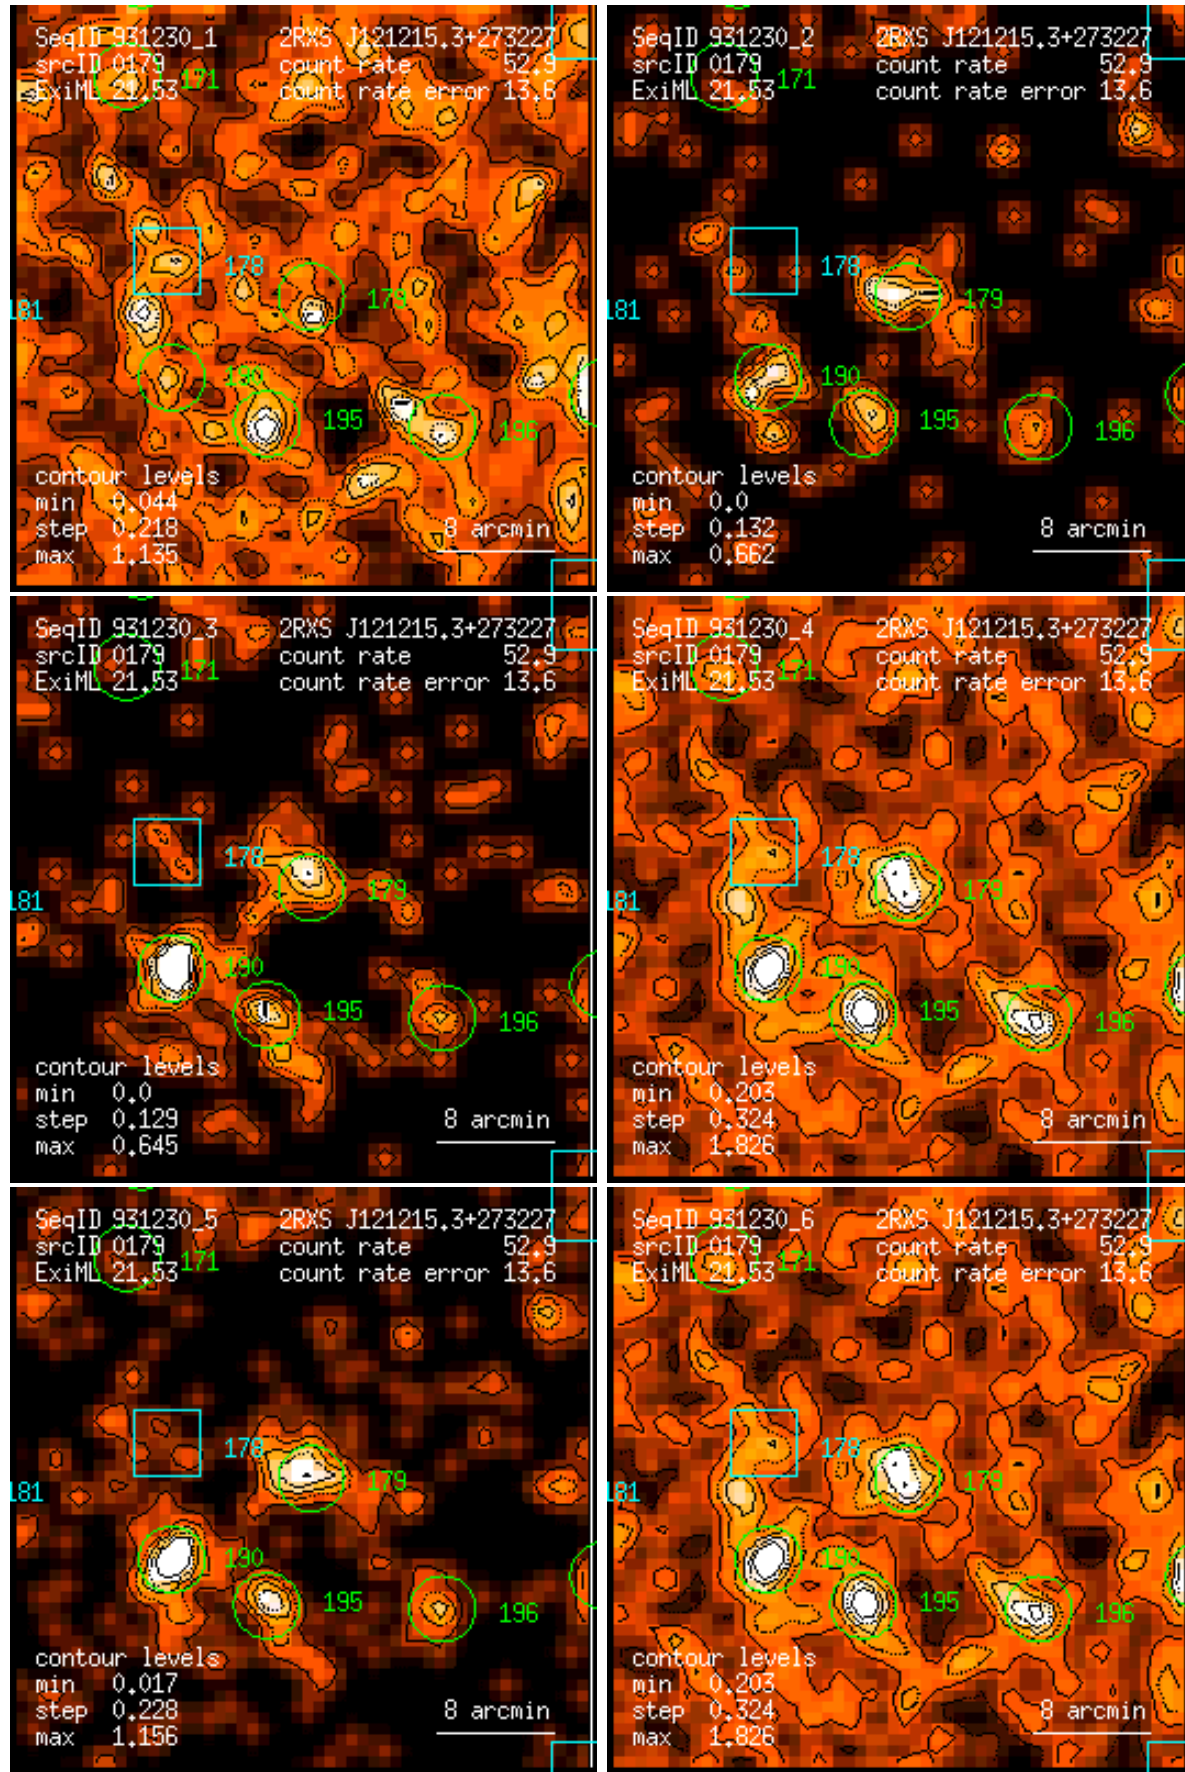 SeqID 931230_1 2RXS J121215.3+273227
srcID 0179 count rate 52.9
ExiML 21.53 count rate error 13.6
171
178
181
179
190
195
196
contour levels
min 0.044
step 0.218
max 1.135
8 arcmin
SeqID 931230_2 2RXS J121215.3+273227
srcID 0179 count rate 52.9
ExiML 21.53 count rate error 13.6
171
178
181
179
190
195
196
contour levels
min 0.0
step 0.132
max 0.662
8 arcmin
SeqID 931230_3 2RXS J121215.3+273227
srcID 0179 count rate 52.9
ExiML 21.53 count rate error 13.6
171
178
181
179
190
195
196
contour levels
min 0.0
step 0.129
max 0.645
8 arcmin
SeqID 931230_4 2RXS J121215.3+273227
srcID 0179 count rate 52.9
ExiML 21.53 count rate error 13.6
171
178
181
179
190
195
196
contour levels
min 0.203
step 0.324
max 1.826
8 arcmin
SeqID 931230_5 2RXS J121215.3+273227
srcID 0179 count rate 52.9
ExiML 21.53 count rate error 13.6
171
178
181
179
190
195
196
contour levels
min 0.017
step 0.228
max 1.156
8 arcmin
SeqID 931230_6 2RXS J121215.3+273227
srcID 0179 count rate 52.9
ExiML 21.53 count rate error 13.6
171
178
181
179
190
195
196
contour levels
min 0.203
step 0.324
max 1.826
8 arcmin